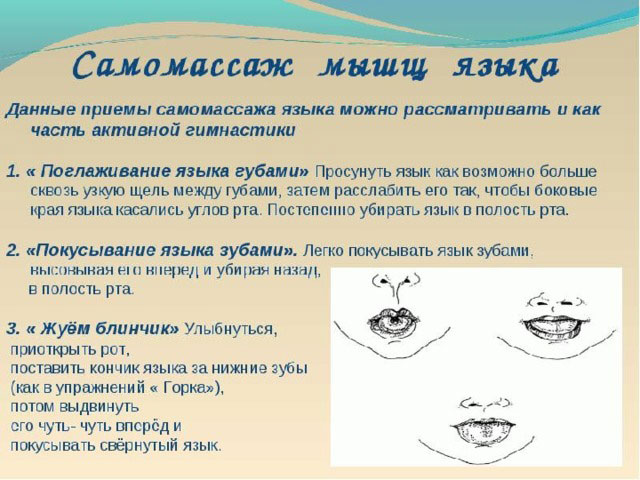 Самомассаж мышц языка
Данные приемы самомассажа языка можно рассматривать и как
часть активной гимнастики
1. « Поглаживание языка губами» Просунуть язык как возможно больше
сквозь узкую щель между губами, затем расслабить его так, чтобы боковые
края языка касались углов рта. Постепенно убирать язык в полость рта.
2. «Покусывание языка зубами». Легко покусывать язык зубами,
высовывая его вперед и убирая назад,
в полость рта.
3. « Жуём блинчик» Улыбнуться,
приоткрыть рот,
поставить кончик языка за нижние зубы
(как в упражнений « Горка»),
потом выдвинуть
его чуть- чуть вперёд и
покусывать свёрнутый язык.